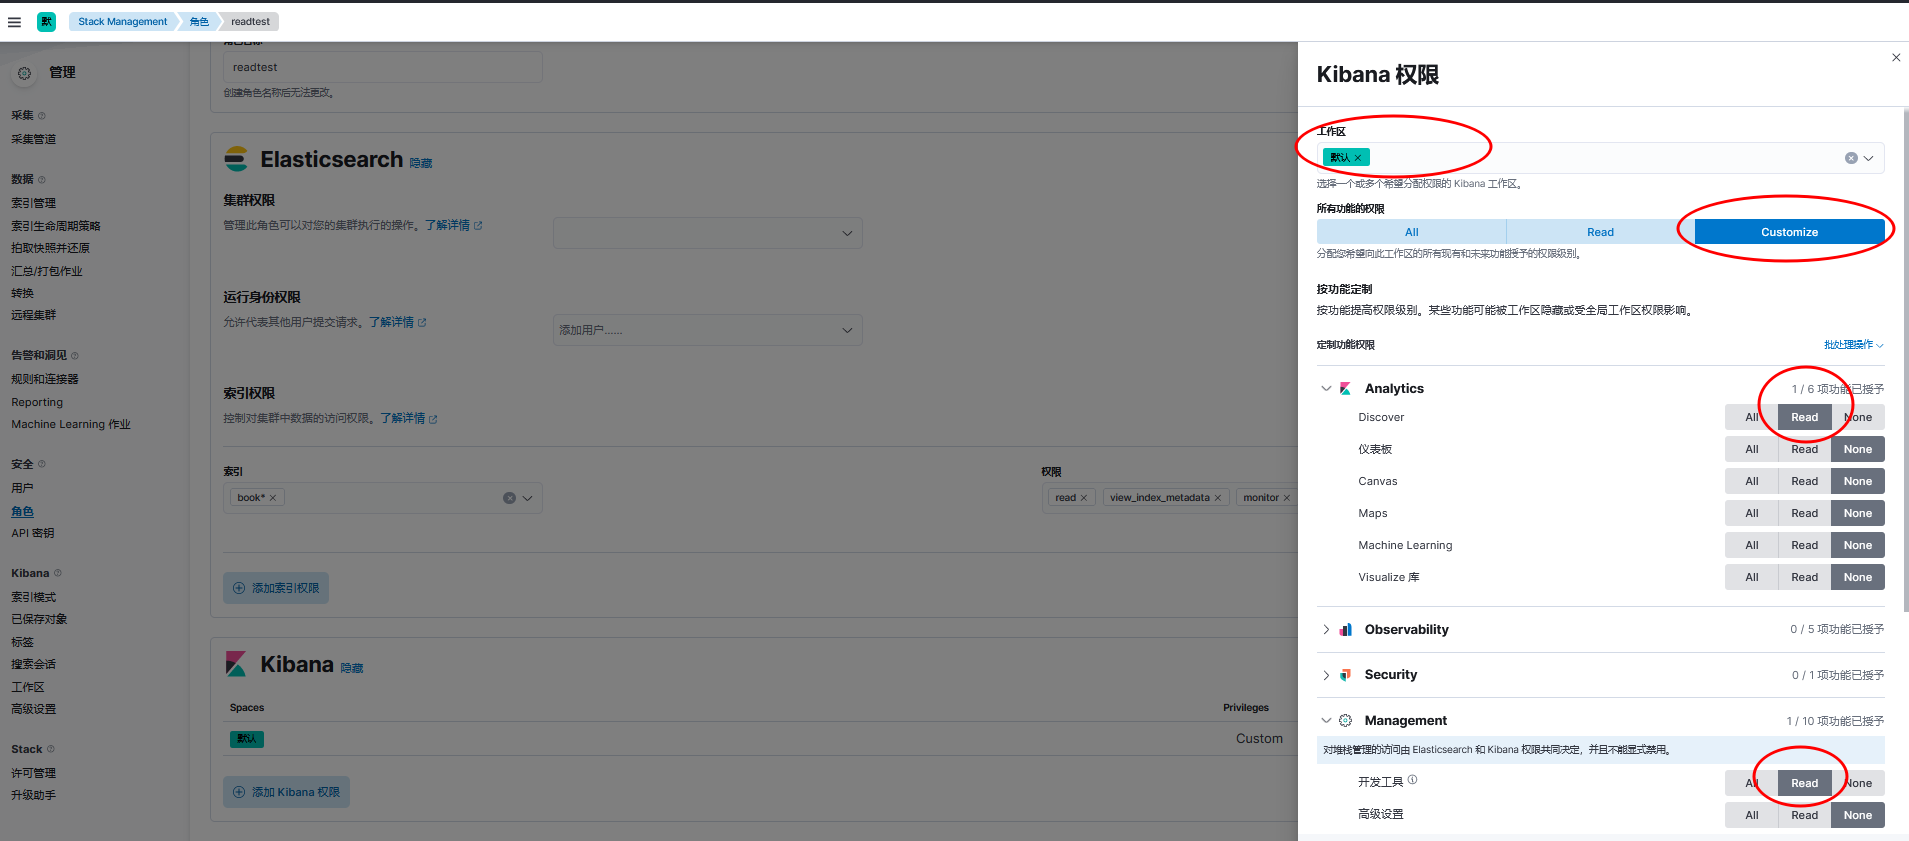 默
Stack Management
角色
readtest
管理
采集
采集管道
数据
索引管理
索引生命周期策略
拍取快照并还原
汇总/打包作业
转换
远程集群
告警和洞见
规则和连接器
Reporting
Machine Learning 作业
安全
用户
角色
API 密钥
Kibana
索引模式
已保存对象
标签
搜索会话
工作区
高级设置
Stack
许可管理
升级助手
角色名称
readtest
创建角色名称后无法更改。
Elasticsearch 隐藏
集群权限
管理此角色可以对您的集群执行的操作。了解详情
运行身份权限
允许代表其他用户提交请求。了解详情
添加用户......
索引权限
控制对集群中数据的访问权限。了解详情
索引
权限
book*
read
view_index_metadata
monitor
添加索引权限
Kibana 隐藏
Spaces
Privileges
默认
Custom
添加 Kibana 权限
Kibana 权限
工作区
默认
选择一个或多个希望分配权限的 Kibana 工作区。
所有功能的权限
All
Read
Customize
分配您希望向此工作区的所有现有和未来功能授予的权限级别。
按功能定制
按功能提高权限级别。某些功能可能被工作区隐藏或受全局工作区权限影响。
定制功能权限
批处理操作
Analytics
1 / 6 项功能已授予
Discover
All Read None
仪表板
All Read None
Canvas
All Read None
Maps
All Read None
Machine Learning
All Read None
Visualize 库
All Read None
Observability
0 / 5 项功能已授予
Security
0 / 1 项功能已授予
Management
1 / 10 项功能已授予
对堆栈管理的访问由 Elasticsearch 和 Kibana 权限共同决定，并且不能显式禁用。
开发工具
All Read None
高级设置
All Read None